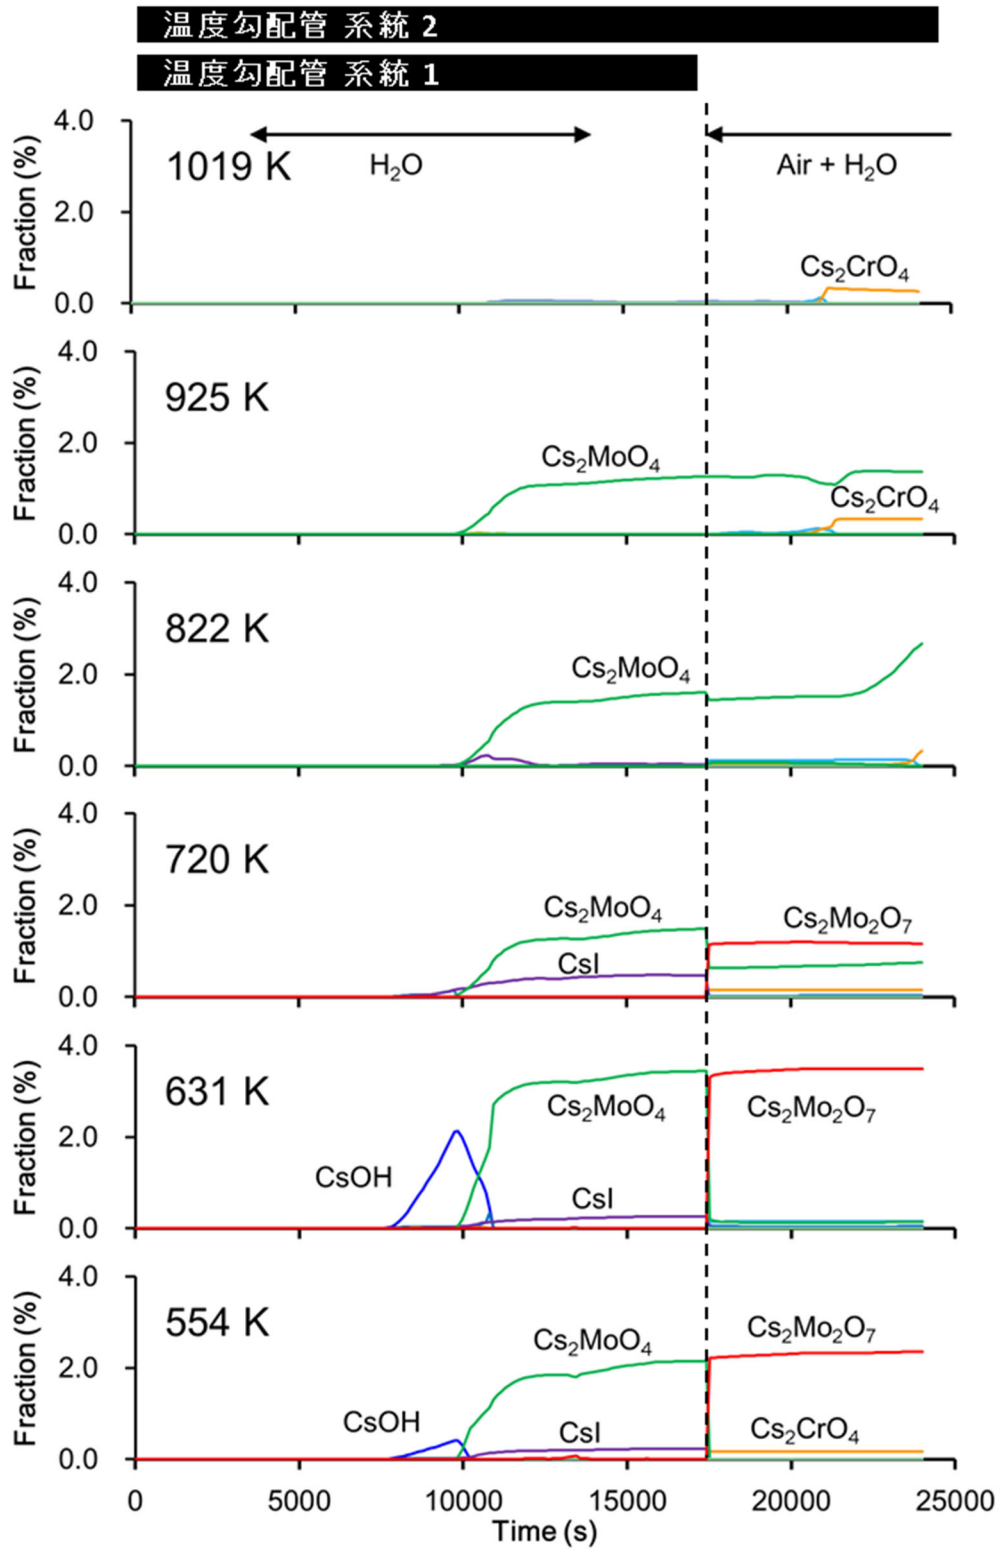 温度勾配管 系統 2
温度勾配管 系統 1
4.0
2.0
0.0
Fraction (%)
1019 K
H₂O
Air + H₂O
Cs₂CrO₄
4.0
2.0
0.0
Fraction (%)
925 K
Cs₂MoO₄
Cs₂CrO₄
4.0
2.0
0.0
Fraction (%)
822 K
Cs₂MoO₄
4.0
2.0
0.0
Fraction (%)
720 K
Cs₂MoO₄
CsI
Cs₂Mo₂O₇
4.0
2.0
0.0
Fraction (%)
631 K
CsOH
Cs₂MoO₄
CsI
Cs₂Mo₂O₇
4.0
2.0
0.0
Fraction (%)
554 K
CsOH
Cs₂MoO₄
CsI
Cs₂Mo₂O₇
Cs₂CrO₄
0 5000 10000 15000 20000 25000
Time (s)